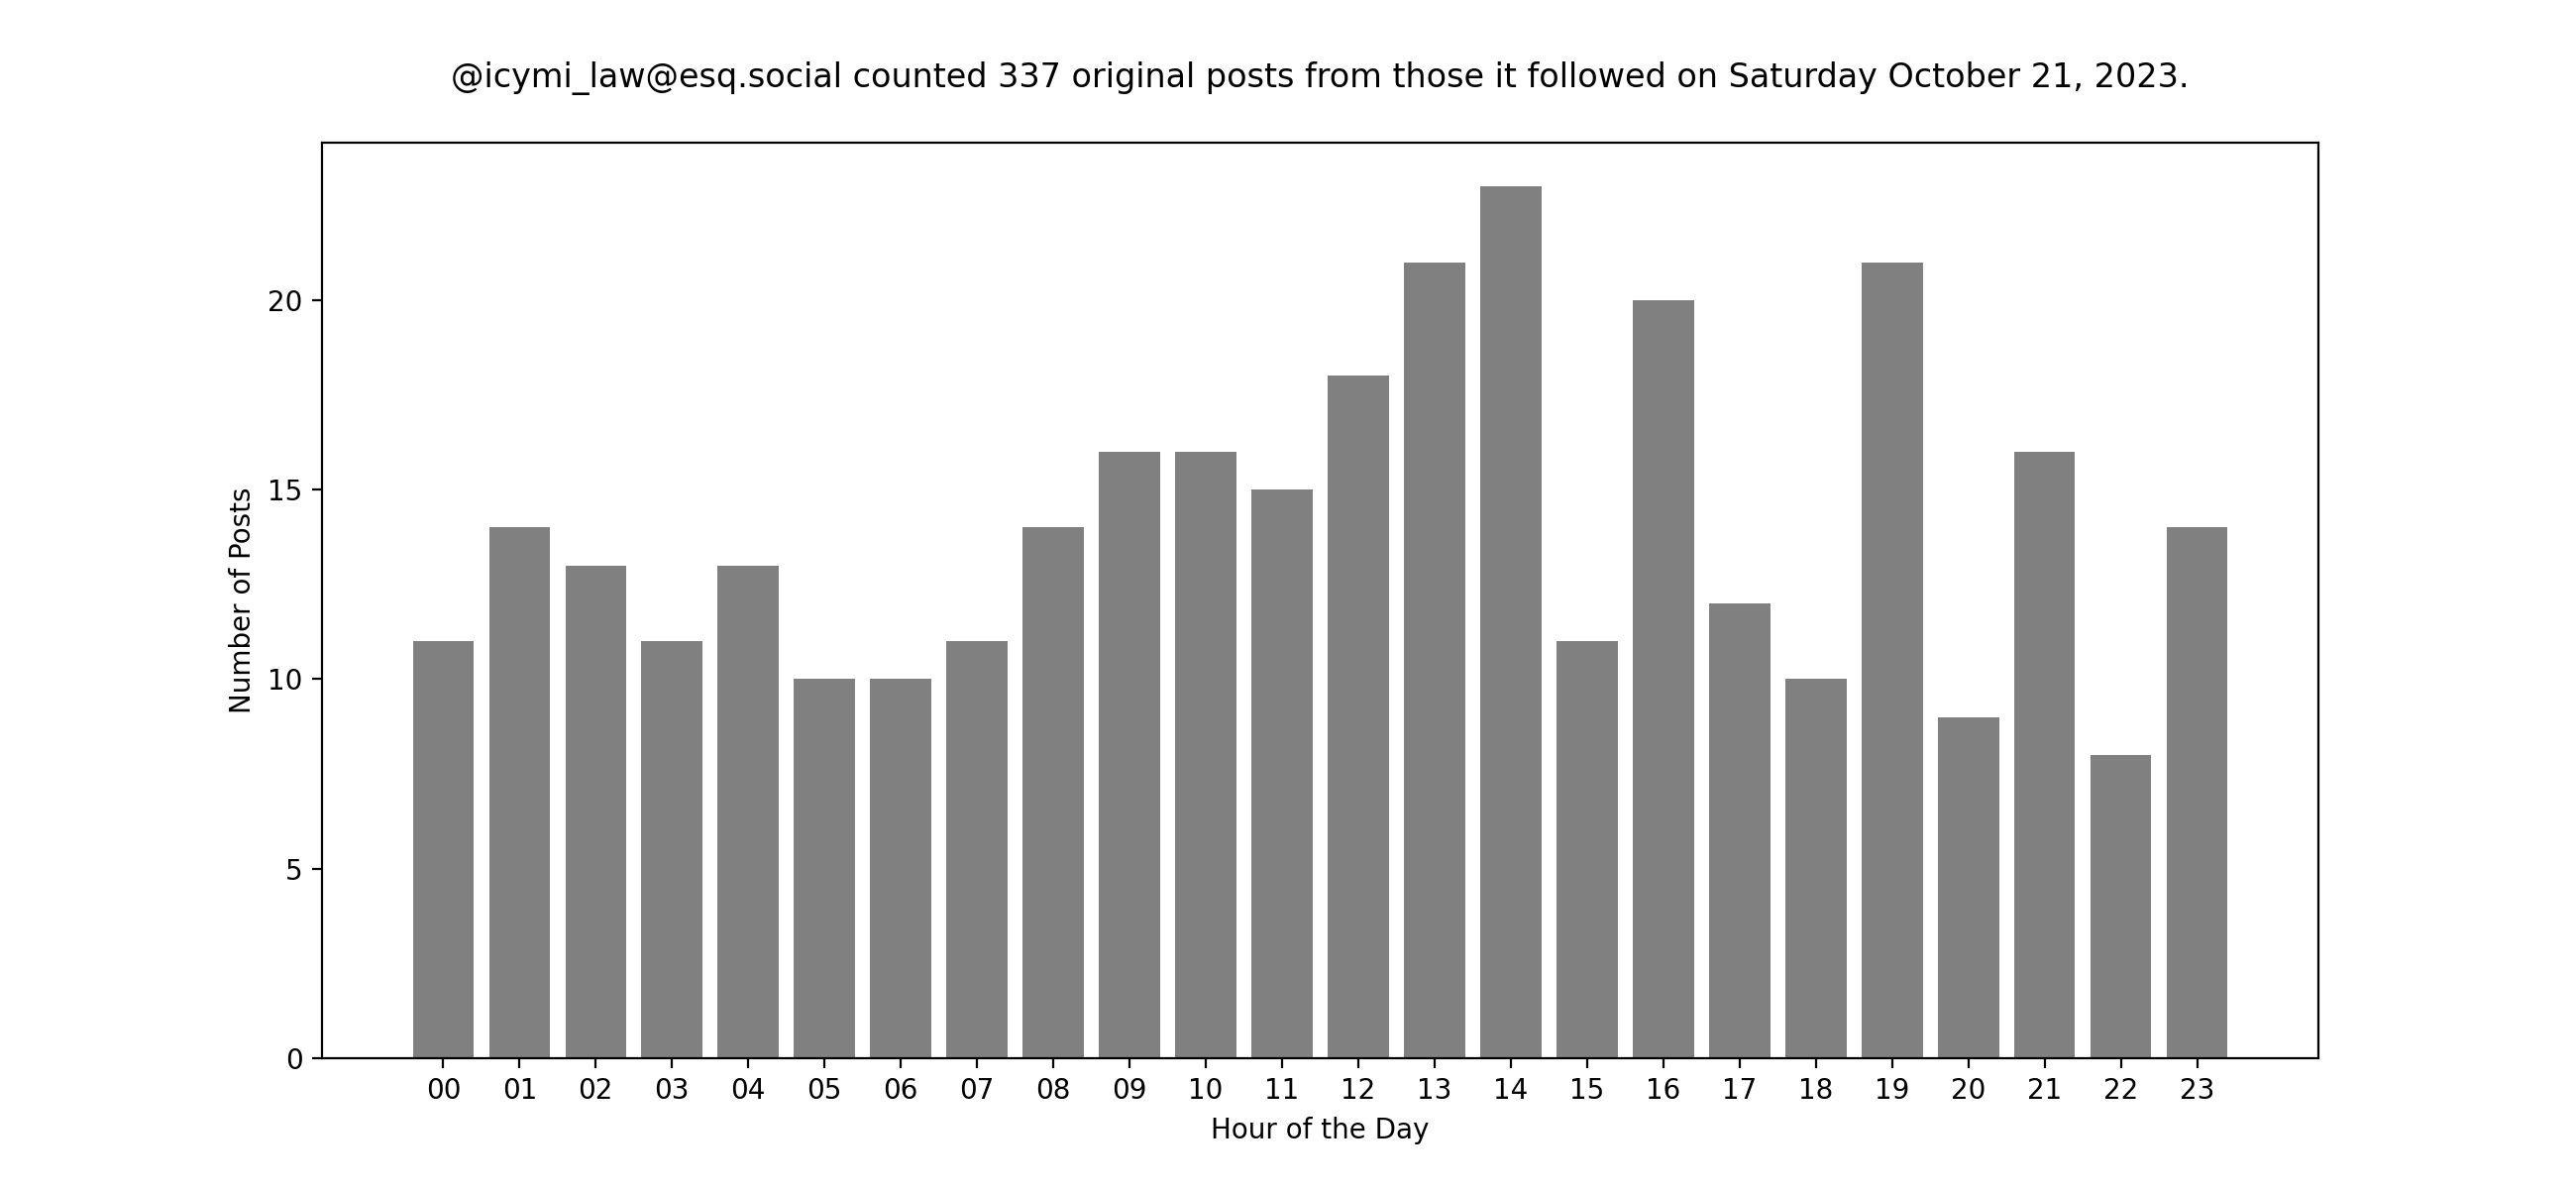 @icymi_law@esq.social counted 337 original posts from those it followed on Saturday October 21, 2023.
Number of Posts
20
15
10
5
0
00 01 02 03 04 05 06 07 08 09 10 11 12 13 14 15 16 17 18 19 20 21 22 23
Hour of the Day